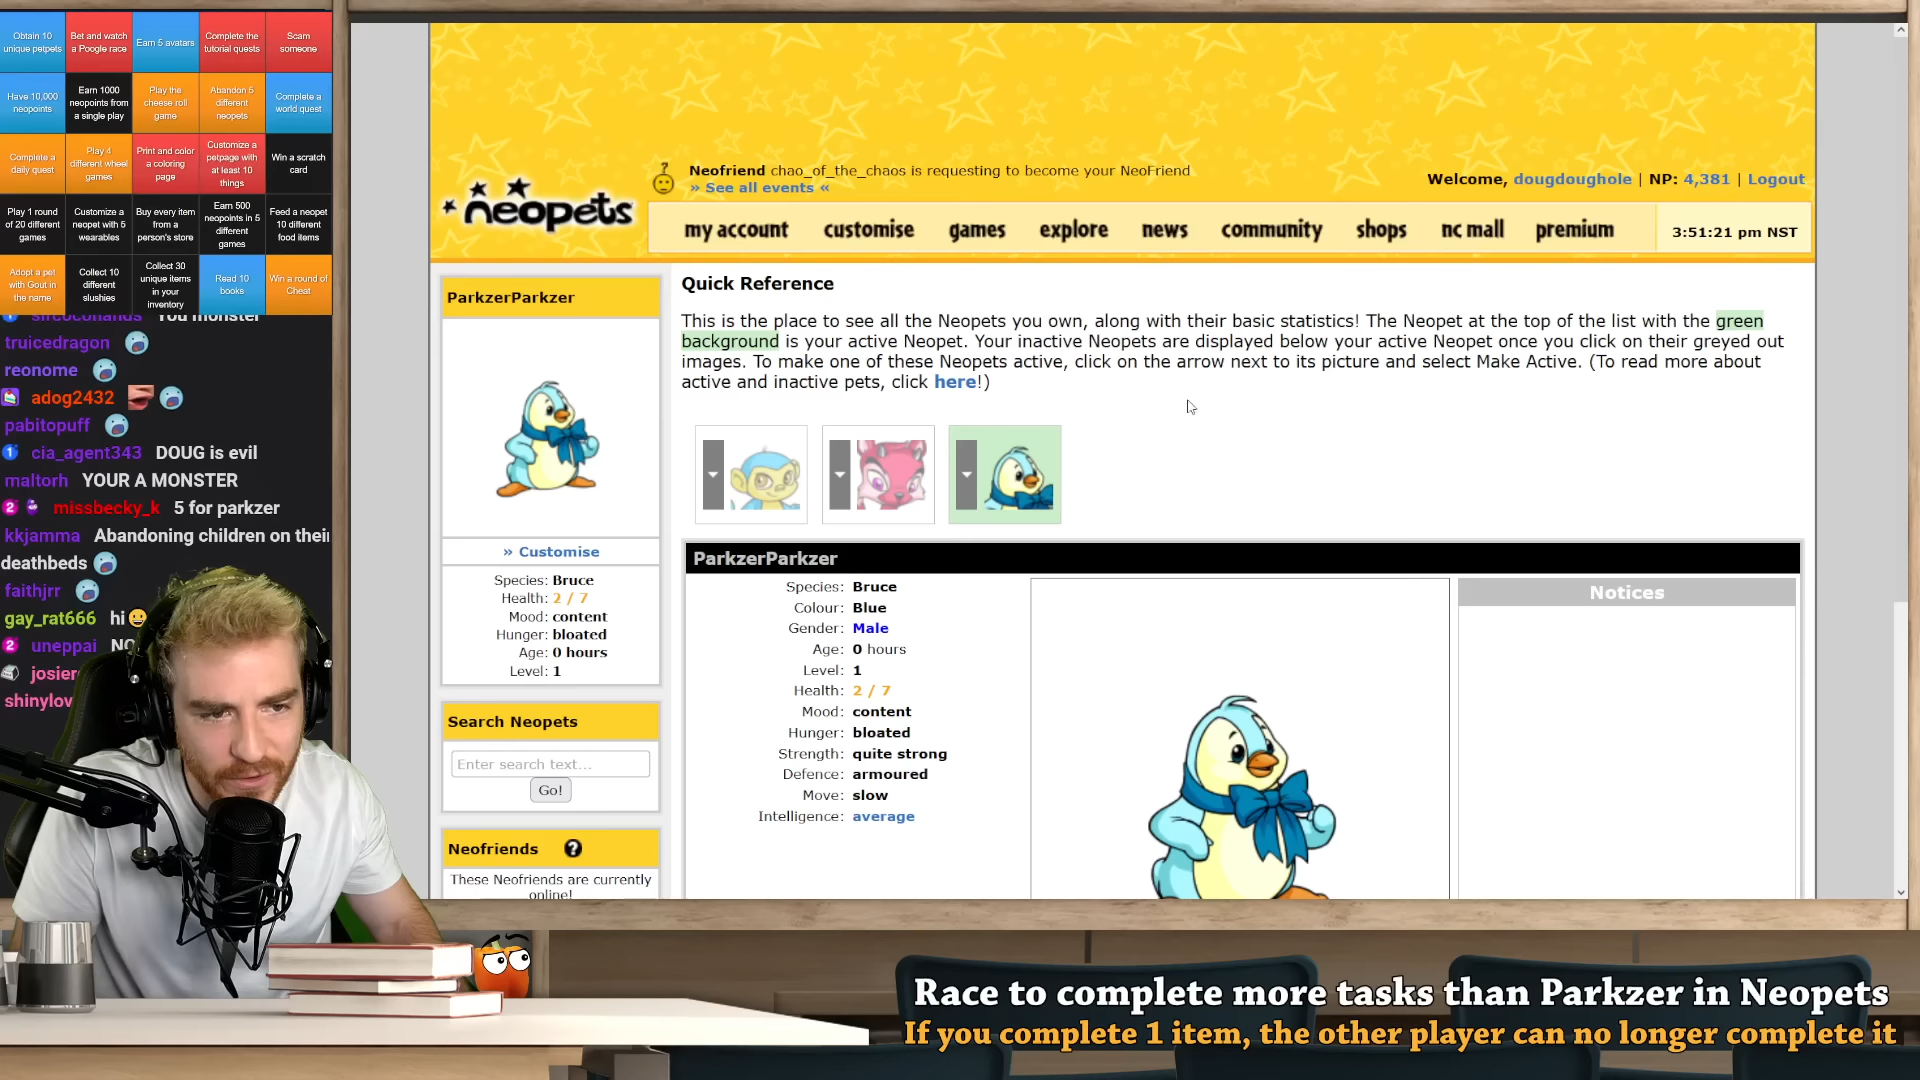 Obtain 10
unique petpets
Bet and watch
a Poogle race
Earn 5 avatars
Complete the
tutorial quests
Scam
someone
Have 10,000
neopoints
Earn 1000
neopoints from
a single play
Play the
cheese roll
game
Abandon 5
different
neopets
Complete a
world quest
Complete a
daily quest
Play 4
different wheel
games
Print and color
a coloring
page
Customize a
petpage with
at least 10
things
Win a scratch
card
Play 1 round
of 20 different
games
Customize a
neopet with 5
wearables
Buy every item
from a
person's store
Earn 500
neopoints in 5
different
games
Feed a neopet
10 different
food items
Adopt a pet
with Gout in
the name
Collect 10
different
slushies
Collect 30
unique items
in your
inventory
Read 10
books
Win a round of
Cheat
You monster
truicedragon
reonome
adog2432
pabitopuff
cia_agent343 DOUG is evil
maltorh YOUR A MONSTER
missbecky_k 5 for parkzer
kkjamma Abandoning children on their
deathbeds
faithjrr
gay_rat666 hi
uneppai
josier
shinylov
Neofriend chao_of_the_chaos is requesting to become your NeoFriend
» See all events «
Welcome, dougdoughole | NP: 4,381 | Logout
neopets
my account customise games explore news community shops nc mall premium
3:51:21 pm NST
ParkzerParkzer
» Customise
Species: Bruce
Health: 2 / 7
Mood: content
Hunger: bloated
Age: 0 hours
Level: 1
Search Neopets
Enter search text...
Go!
Neofriends ?
These Neofriends are currently
online!
Quick Reference
This is the place to see all the Neopets you own, along with their basic statistics! The Neopet at the top of the list with the green
background is your active Neopet. Your inactive Neopets are displayed below your active Neopet once you click on their greyed out
images. To make one of these Neopets active, click on the arrow next to its picture and select Make Active. (To read more about
active and inactive pets, click here!)
ParkzerParkzer
Species: Bruce
Colour: Blue
Gender: Male
Age: 0 hours
Level: 1
Health: 2 / 7
Mood: content
Hunger: bloated
Strength: quite strong
Defence: armoured
Move: slow
Intelligence: average
Notices
Race to complete more tasks than Parkzer in Neopets
If you complete 1 item, the other player can no longer complete it